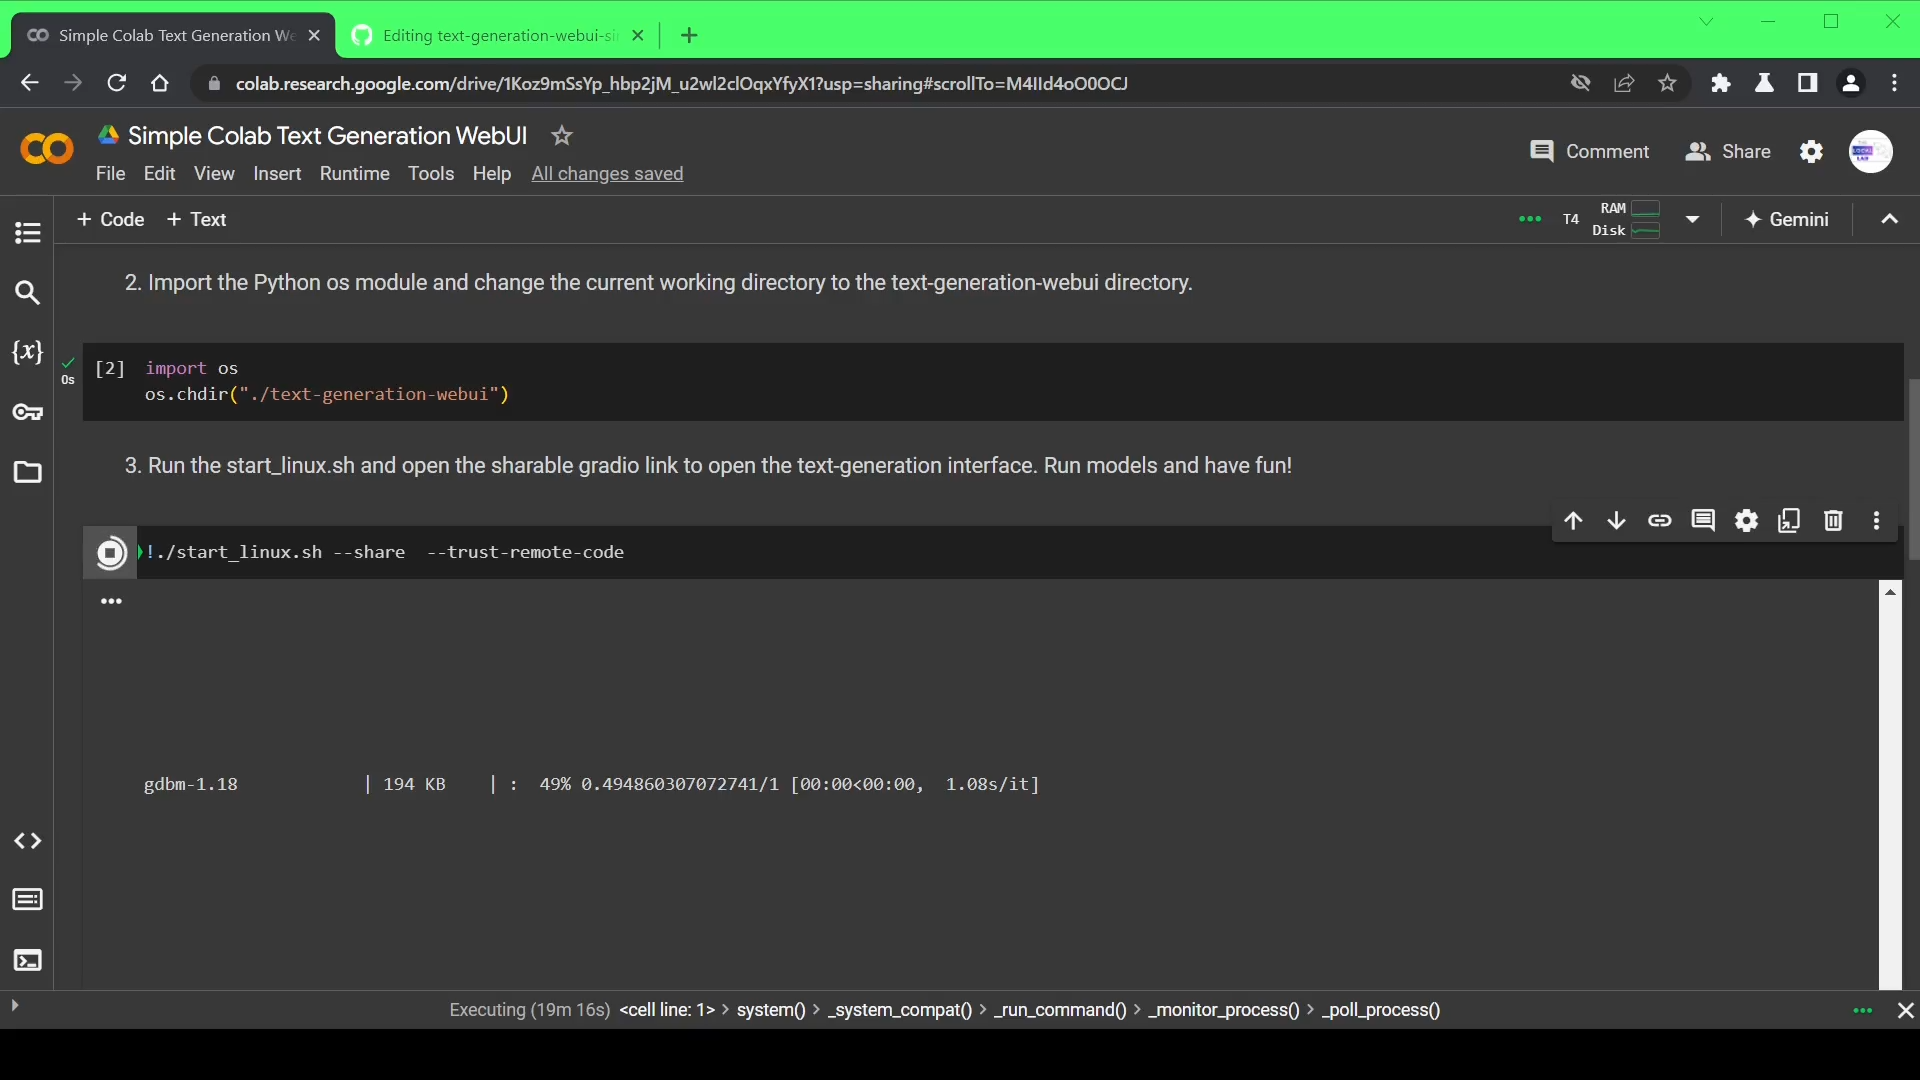 Simple Colab Text Generation We
Editing text-generation-webui-si
colab.research.google.com/drive/1Koz9mSsYp_hbp2jM_u2wl2clOqxYfyX1?usp=sharing#scrollTo=M4IId4oO0OCJ
Simple Colab Text Generation WebUI
Comment
Share
File Edit View Insert Runtime Tools Help All changes saved
+ Code + Text
T4
RAM
Disk
Gemini
2. Import the Python os module and change the current working directory to the text-generation-webui directory.
0s
[2] import os
os.chdir("./text-generation-webui")
3. Run the start_linux.sh and open the sharable gradio link to open the text-generation interface. Run models and have fun!
!./start_linux.sh --share  --trust-remote-code
gdbm-1.18 | 194 KB | : 49% 0.494860307072741/1 [00:00<00:00, 1.08s/it]
Executing (19m 16s) <cell line: 1> > system() > _system_compat() > _run_command() > _monitor_process() > _poll_process()